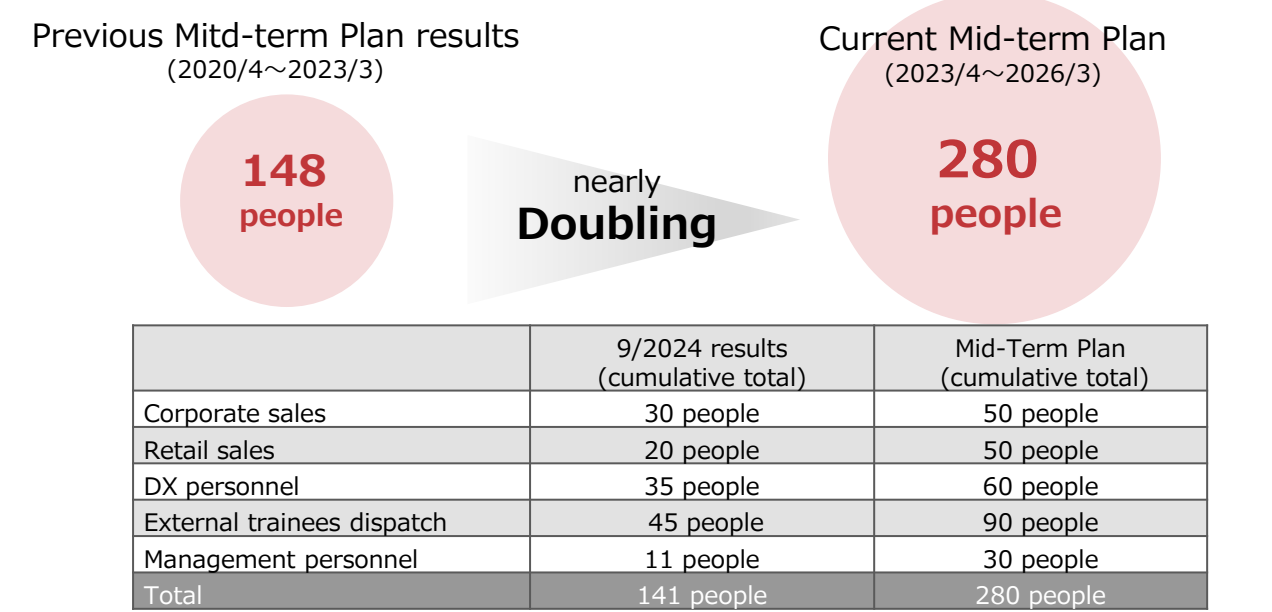 Previous Mitd-term Plan results
(2020/4～2023/3)
148
people
nearly
Doubling
Current Mid-term Plan
(2023/4～2026/3)
280
people
9/2024 results
(cumulative total)
Mid-Term Plan
(cumulative total)
Corporate sales 30 people 50 people
Retail sales 20 people 50 people
DX personnel 35 people 60 people
External trainees dispatch 45 people 90 people
Management personnel 11 people 30 people
Total 141 people 280 people